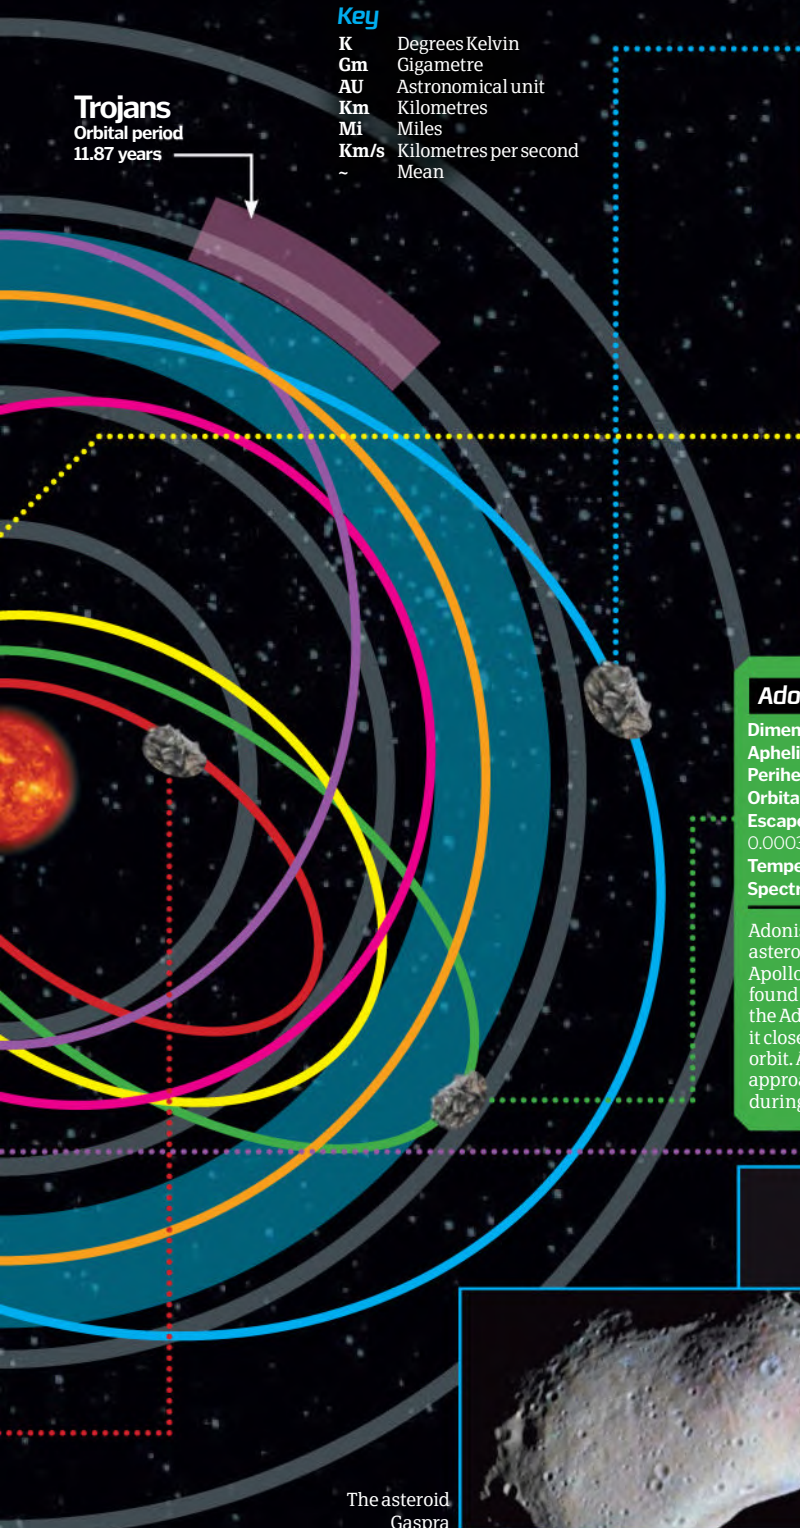 Key
K Degrees Kelvin
Gm Gigametre
AU Astronomical unit
Km Kilometres
Mi Miles
Km/s Kilometres per second
~ Mean
Trojans
Orbital period
11.87 years
Ado
Dimen
Apheli
Perihe
Orbita
Escape
0.0003
Tempe
Spectr
Adonis
astero
Apollo
found
the Ad
it close
orbit. A
approa
during
The asteroid
Gaspra